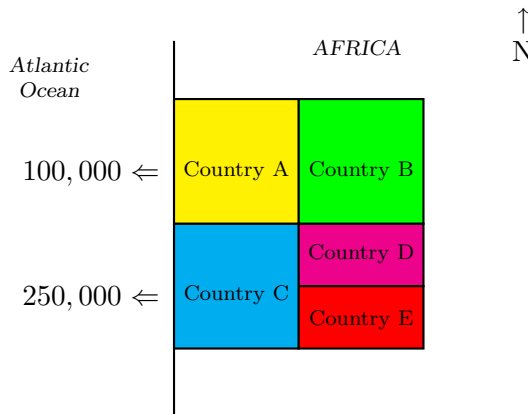 ↑
N
AFRICA
Atlantic
Ocean
100,000 ⇐
Country A
Country B
Country D
250,000 ⇐
Country C
Country E